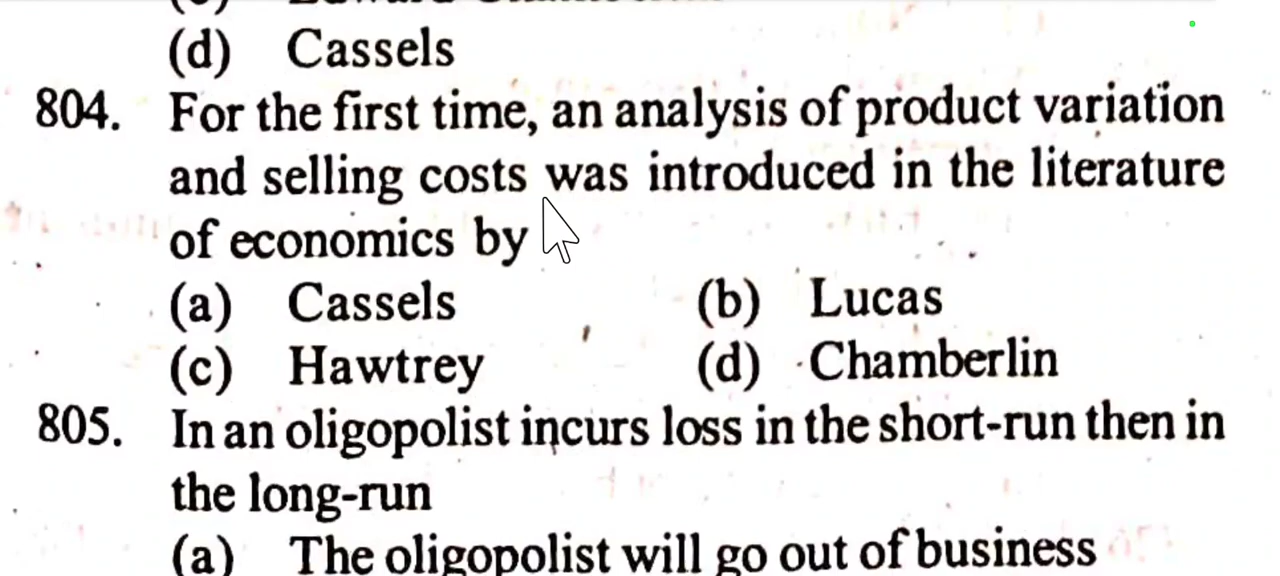 (d) Cassels
804. For the first time, an analysis of product variation
and selling costs was introduced in the literature
of economics by
(a) Cassels (b) Lucas
(c) Hawtrey (d) Chamberlin
805. In an oligopolist incurs loss in the short-run then in
the long-run
(a) The oligopolist will go out of business